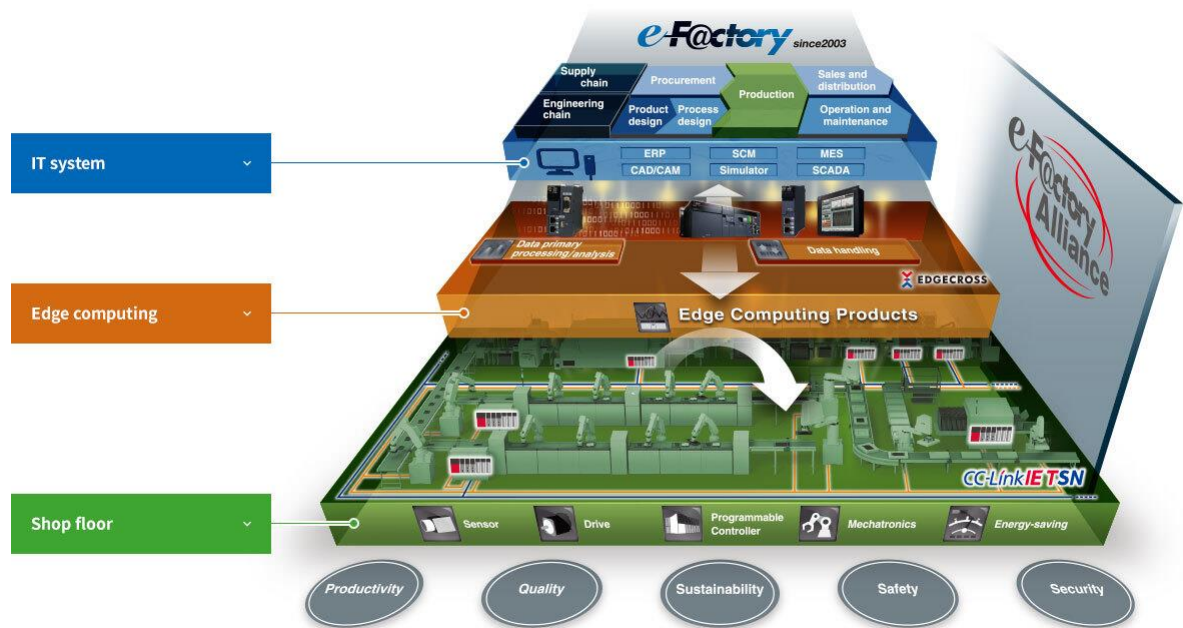 e-F@ctory since2003
Supply
chain
Procurement
Production
Sales and
distribution
Engineering
chain
Product
design
Process
design
Operation and
maintenance
IT system
ERP
SCM
MES
CAD/CAM
Simulator
SCADA
Data primary
processing/analysis
Data handling
EDGECROSS
Edge computing
Edge Computing Products
e-F@ctory
Alliance
CC-Link IE TSN
Shop floor
Sensor
Drive
Programmable
Controller
Mechatronics
Energy-saving
Productivity
Quality
Sustainability
Safety
Security